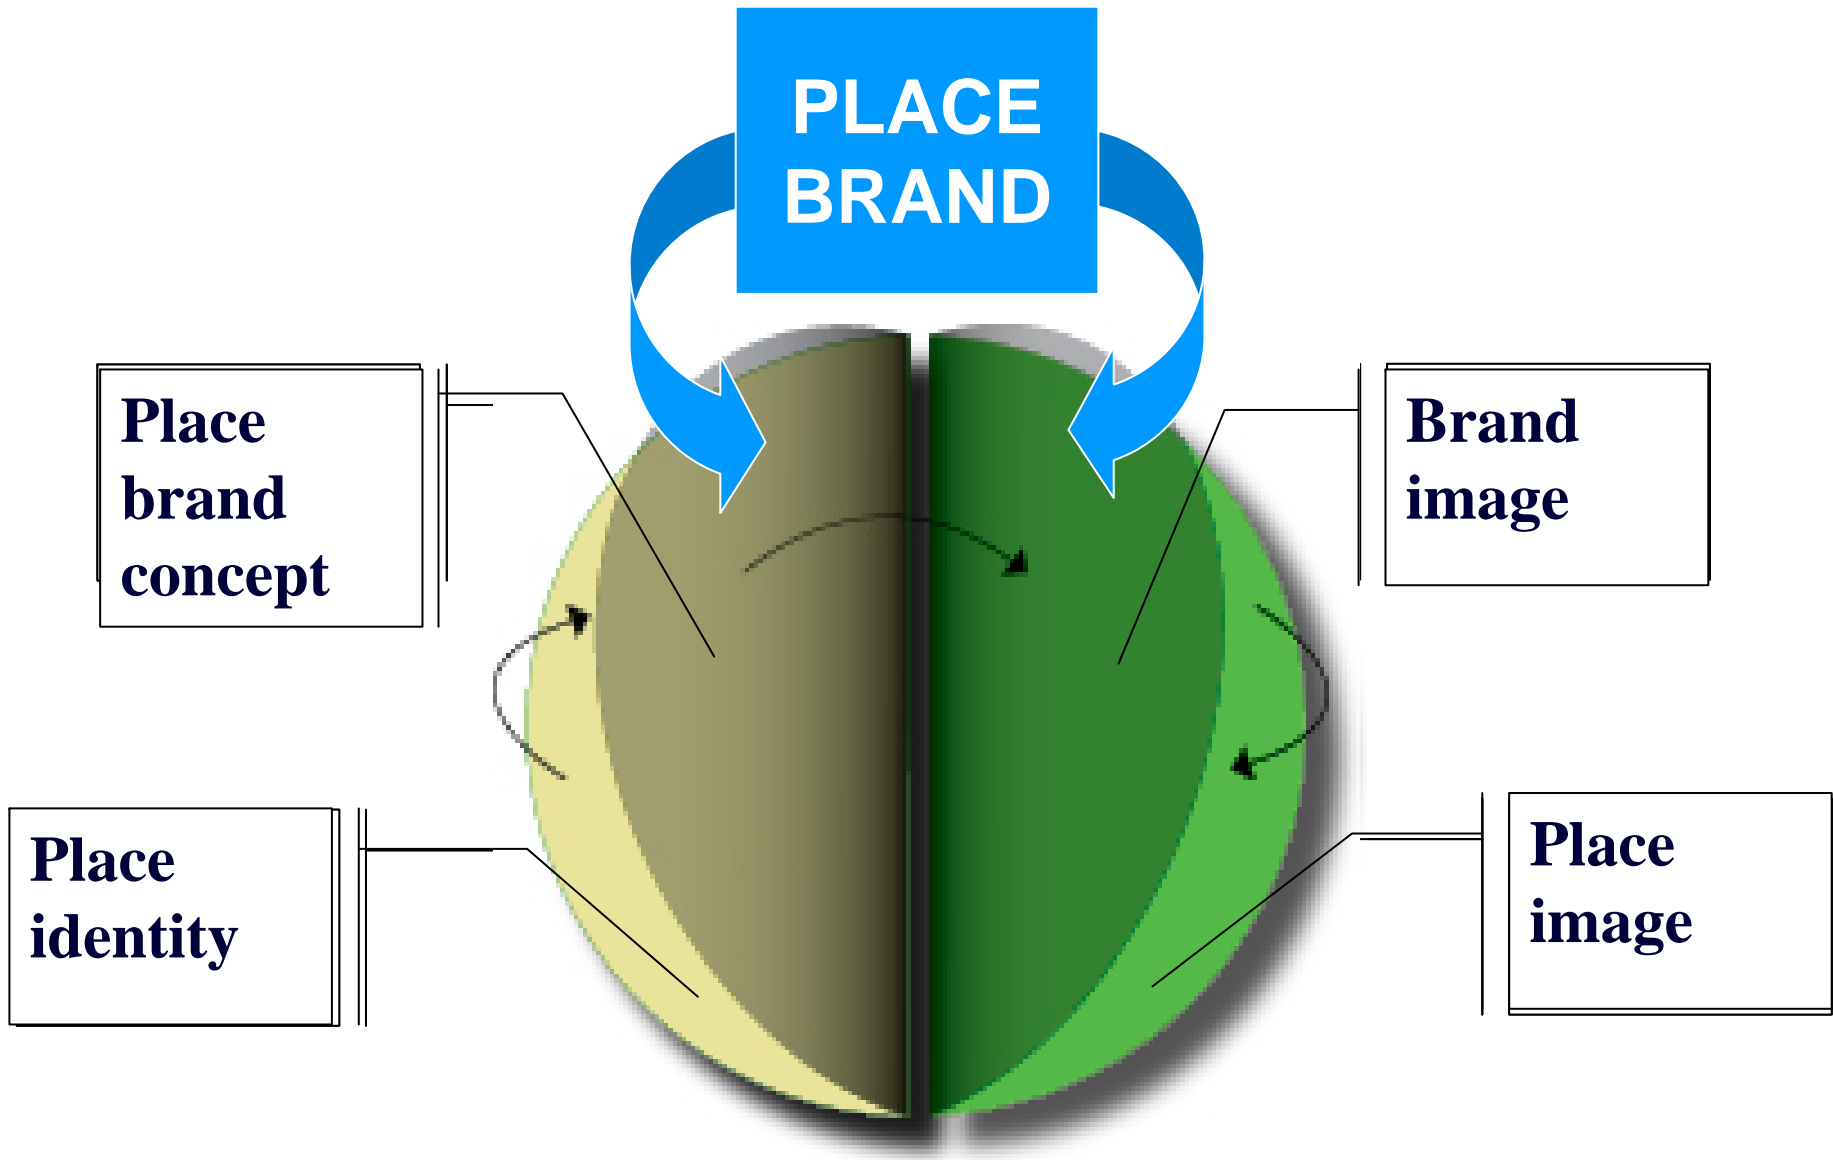 PLACE
BRAND
Place
brand
concept
Brand
image
Place
identity
Place
image